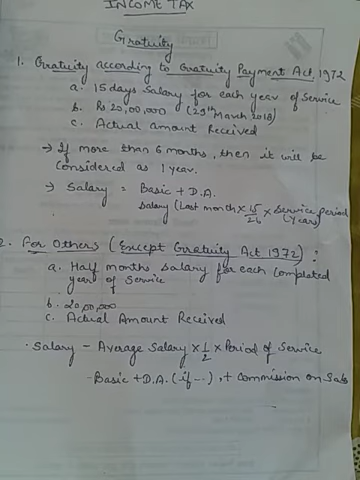 INCOME TAX
Gratuity
1. Gratuity according to Gratuity Payment Act, 1972
a. 15 days Salary for each year of Service
b. Rs 20,00,000 (29th March 2018)
c. Actual amount Received
→ If more than 6 months, then it will be
considered as 1 year.
→ Salary = Basic + D.A.
Salary (Last month × 15/26 × Service period
(Years)
2. For Others (Except Gratuity Act 1972) :
a. Half months salary for each completed
year of Service
b. 20,00,000
c. Actual Amount Received
· Salary - Average Salary × 1/2 × Period of Service
- Basic + D.A. (if ...), + Commission on Sales